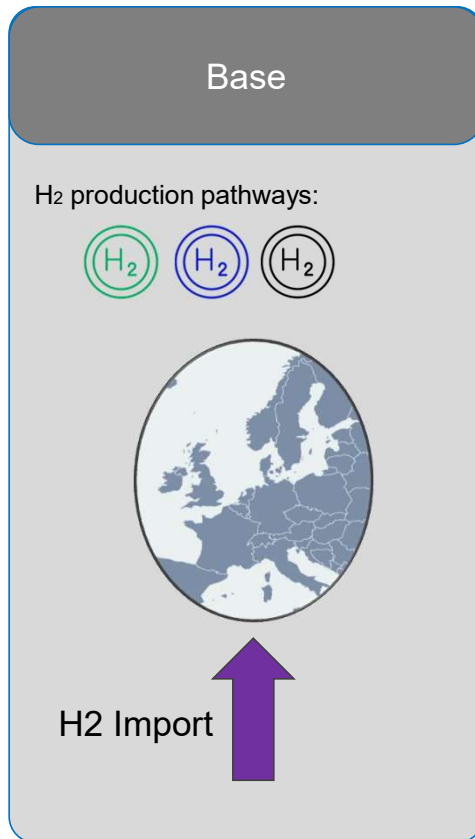 Base
H₂ production pathways:
H₂ H₂ H₂
H2 Import